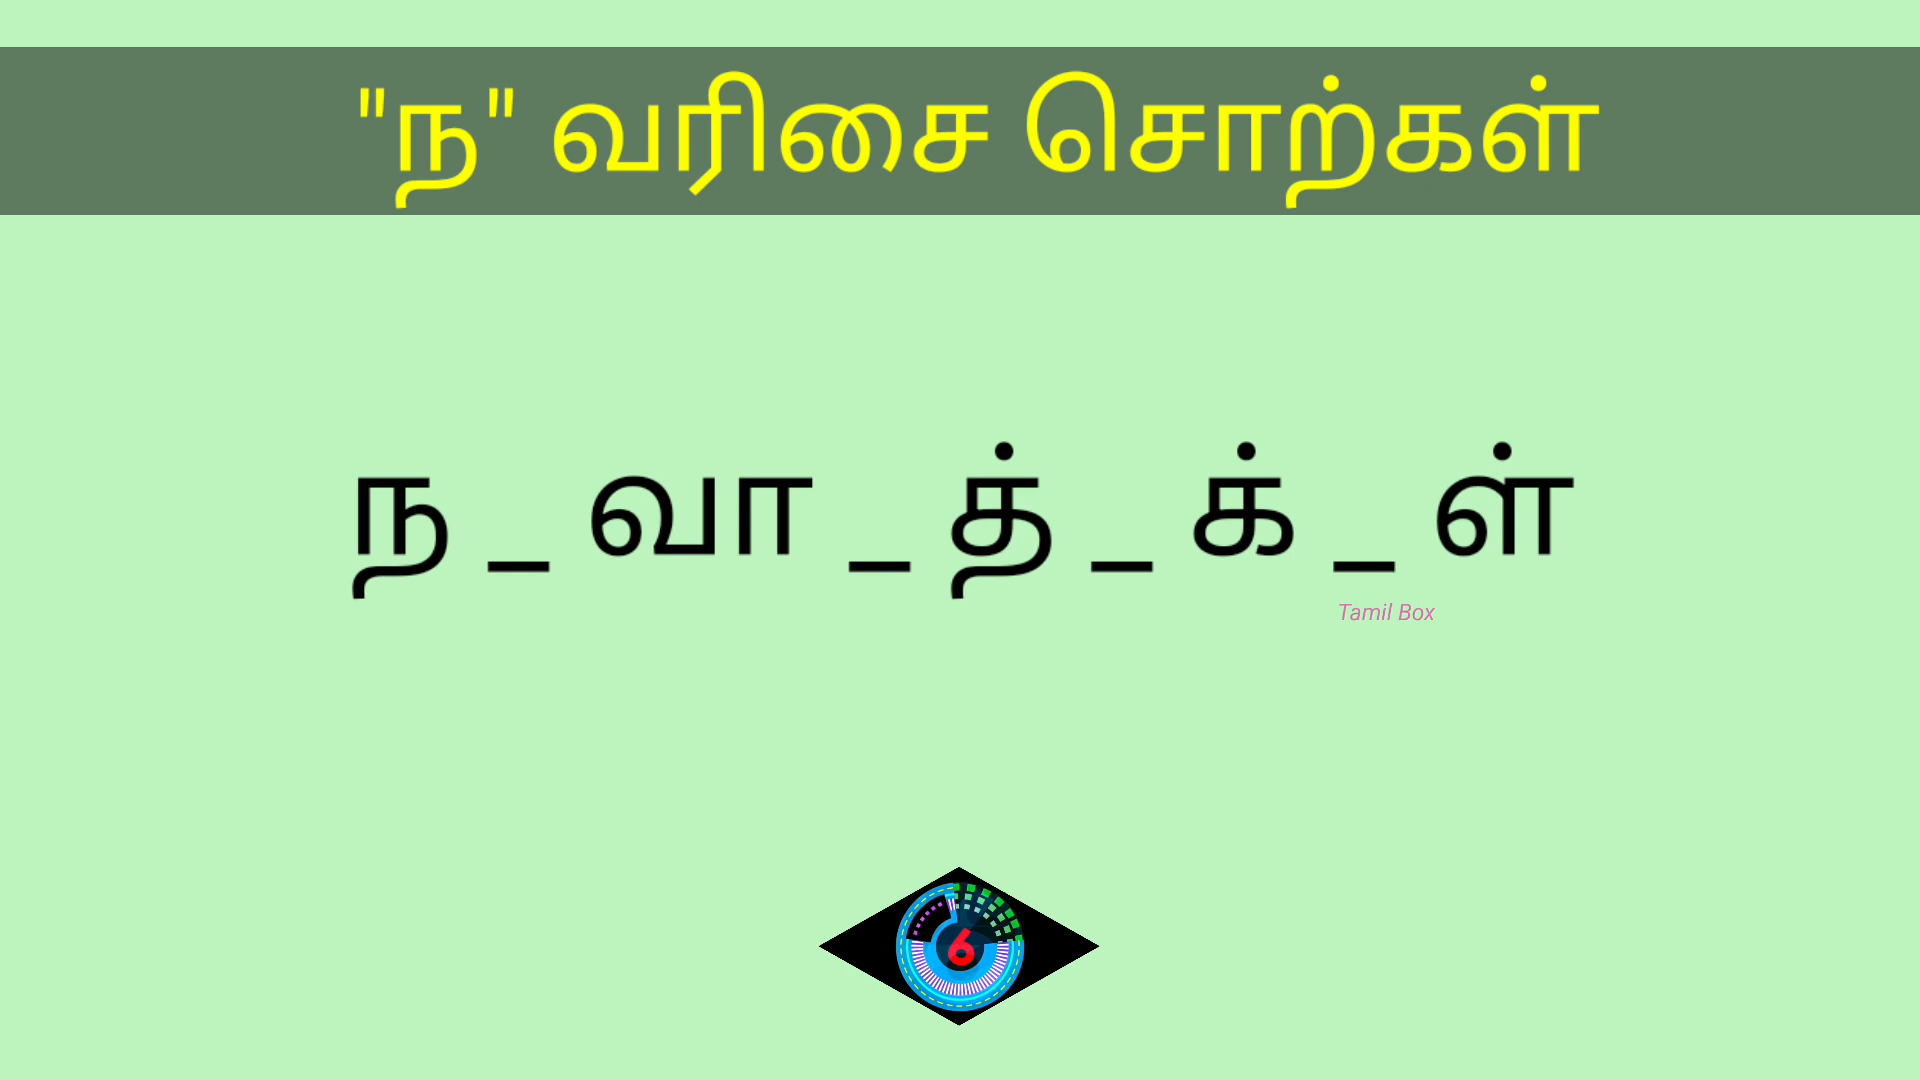 "ந" வரிசை சொற்கள்
ந _ வா _ த் _ க் _ ள்
Tamil Box
6